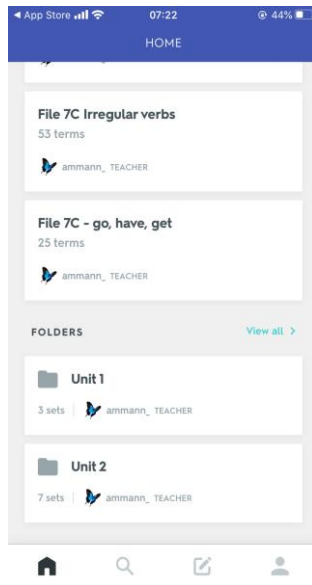 App Store 07:22 44%
HOME
File 7C Irregular verbs
53 terms
ammann_ TEACHER
File 7C - go, have, get
25 terms
ammann_ TEACHER
FOLDERS View all >
Unit 1
3 sets ammann_ TEACHER
Unit 2
7 sets ammann_ TEACHER